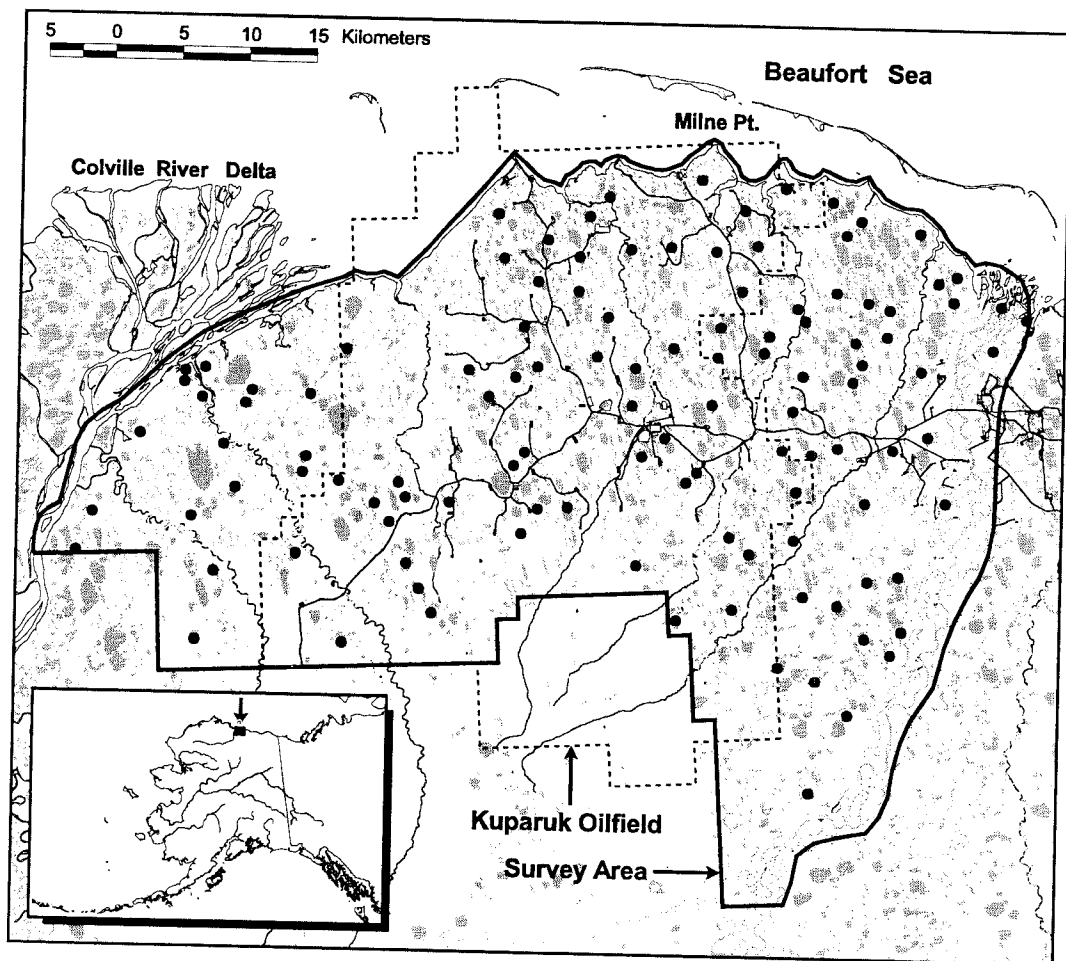 5 0 5 10 15 Kilometers
Beaufort Sea
Milne Pt.
Colville River Delta
Kuparuk Oilfield
Survey Area